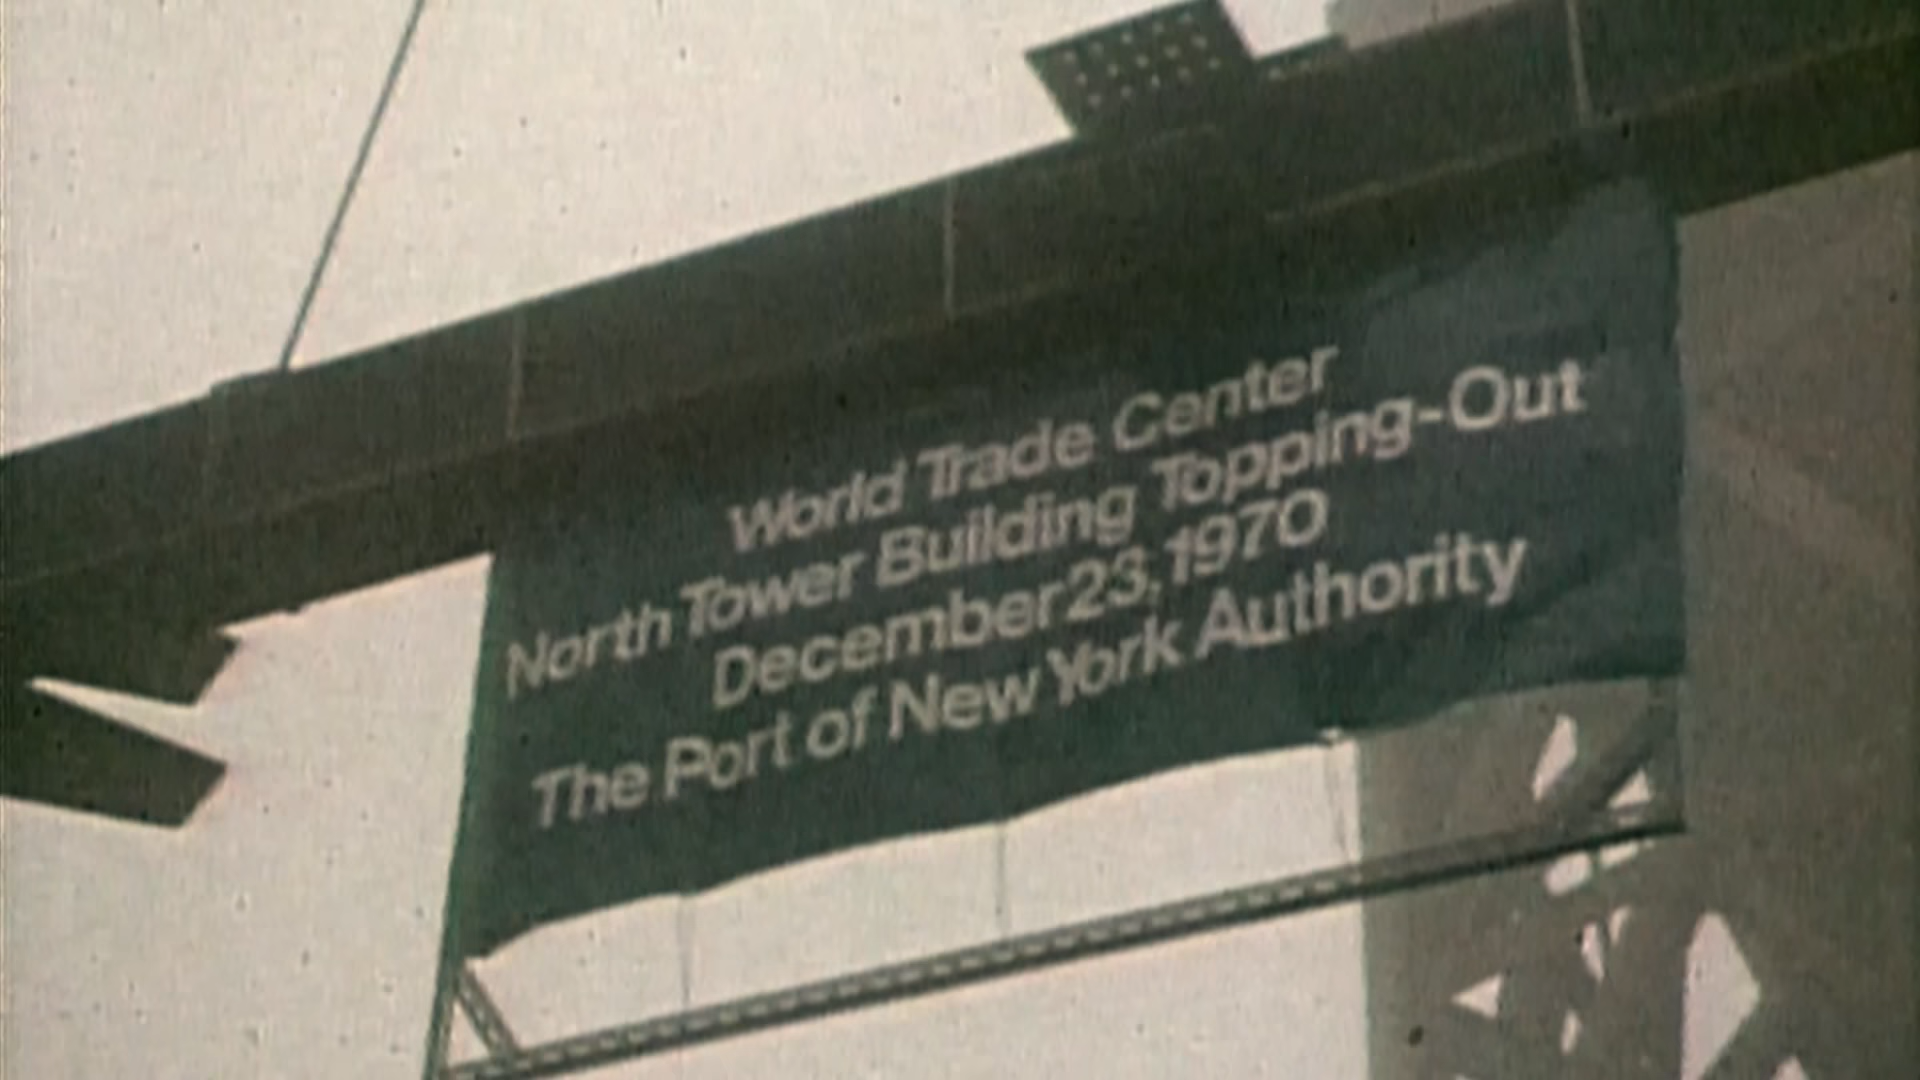 World Trade Center
North Tower Building Topping-Out
December 23, 1970
The Port of New York Authority